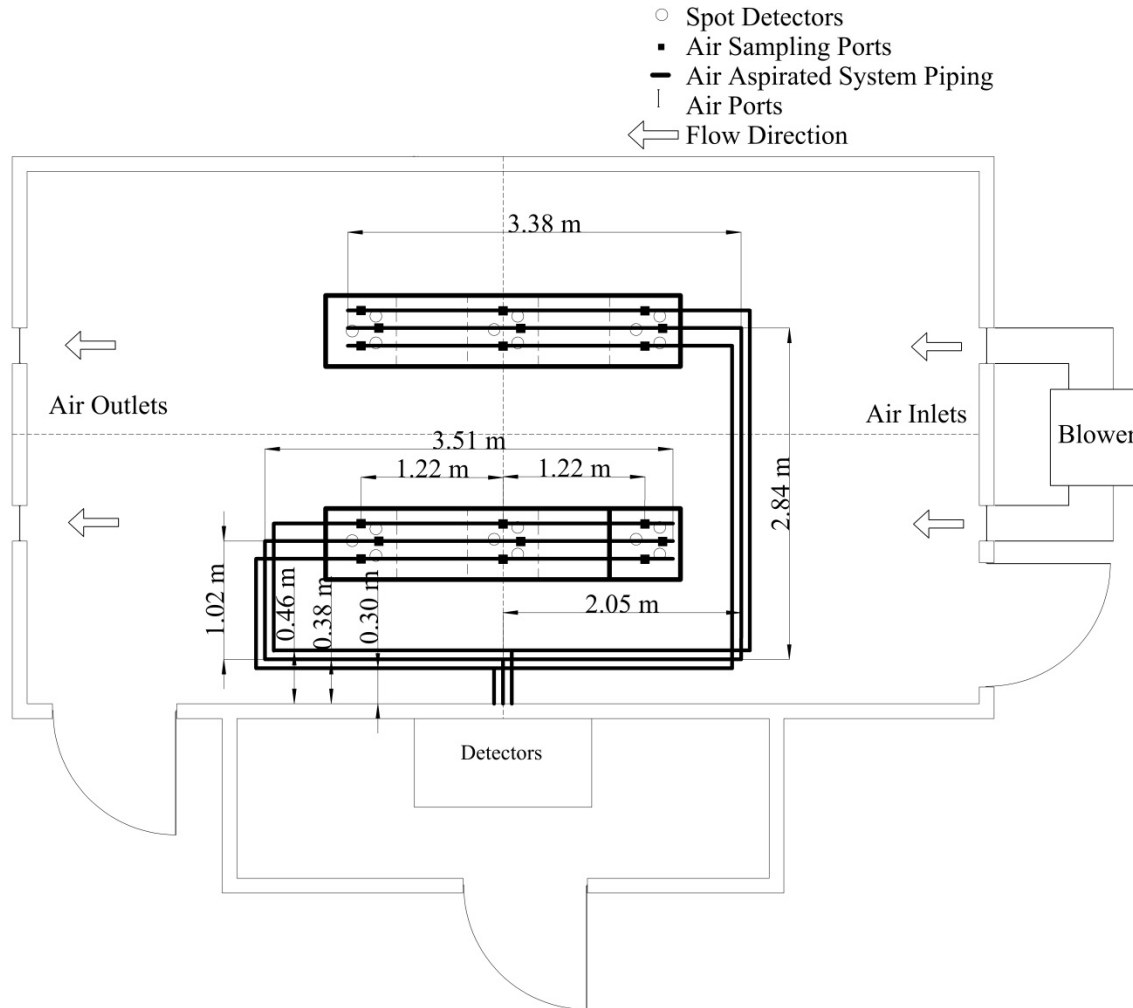 Spot Detectors
Air Sampling Ports
Air Aspirated System Piping
Air Ports
Flow Direction
3.38 m
Air Outlets
Air Inlets
Blower
3.51 m
1.22 m
1.22 m
2.84 m
1.02 m
0.46 m
0.38 m
0.30 m
2.05 m
Detectors